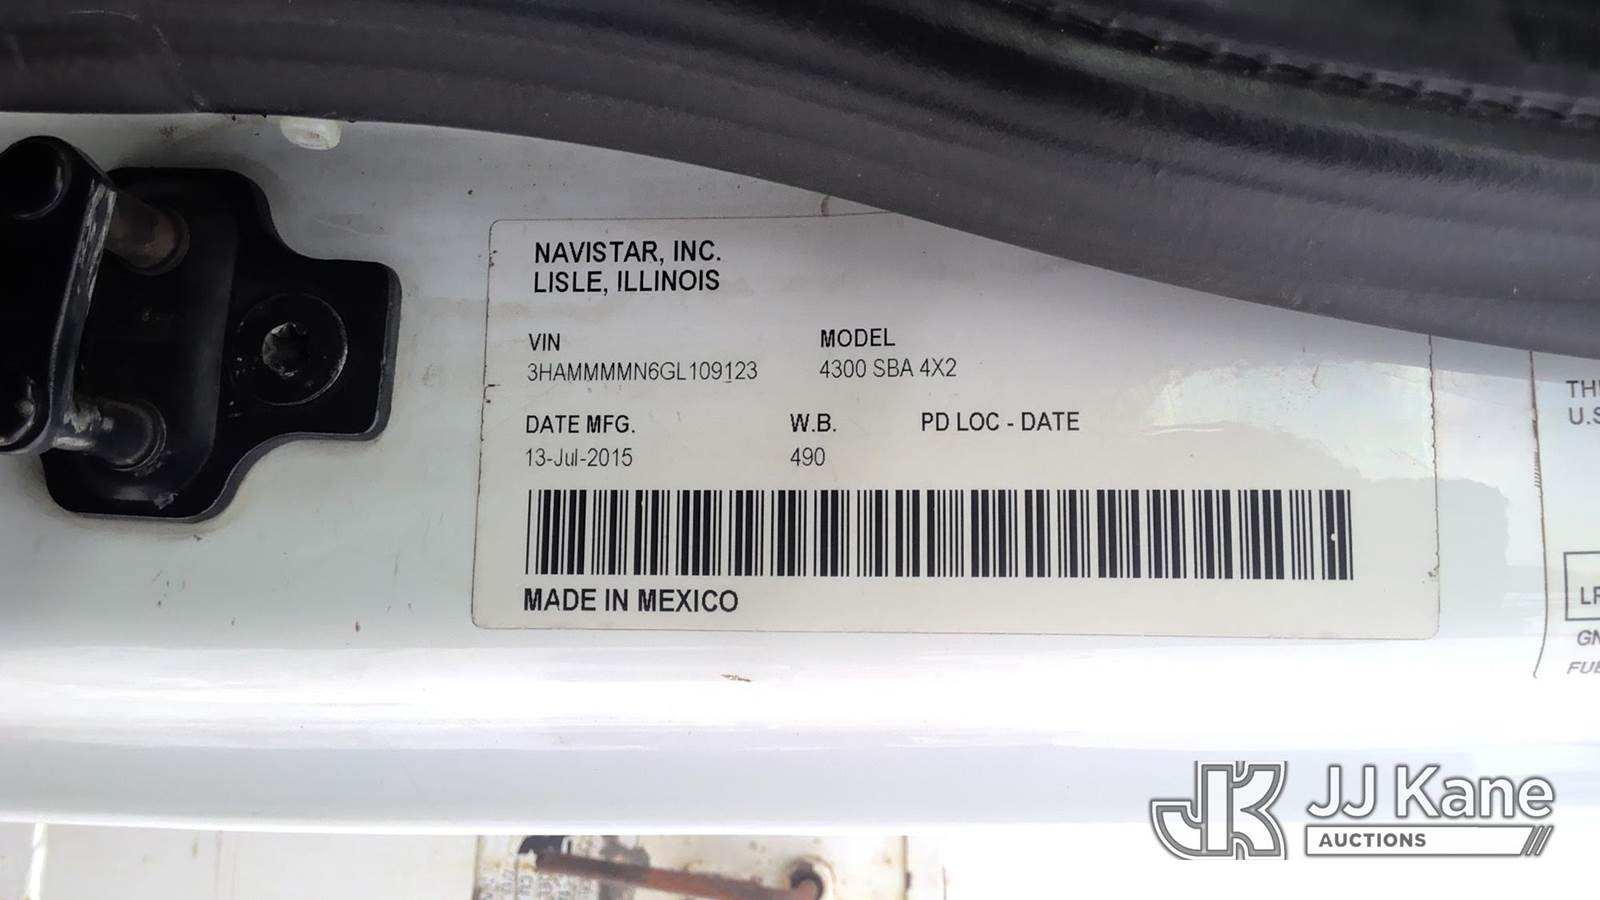 NAVISTAR, INC.
LISLE, ILLINOIS
VIN MODEL
3HAMMMMN6GL109123 4300 SBA 4X2
DATE MFG. W.B. PD LOC - DATE
13-Jul-2015 490
MADE IN MEXICO
U.S
JK JJ Kane
AUCTIONS